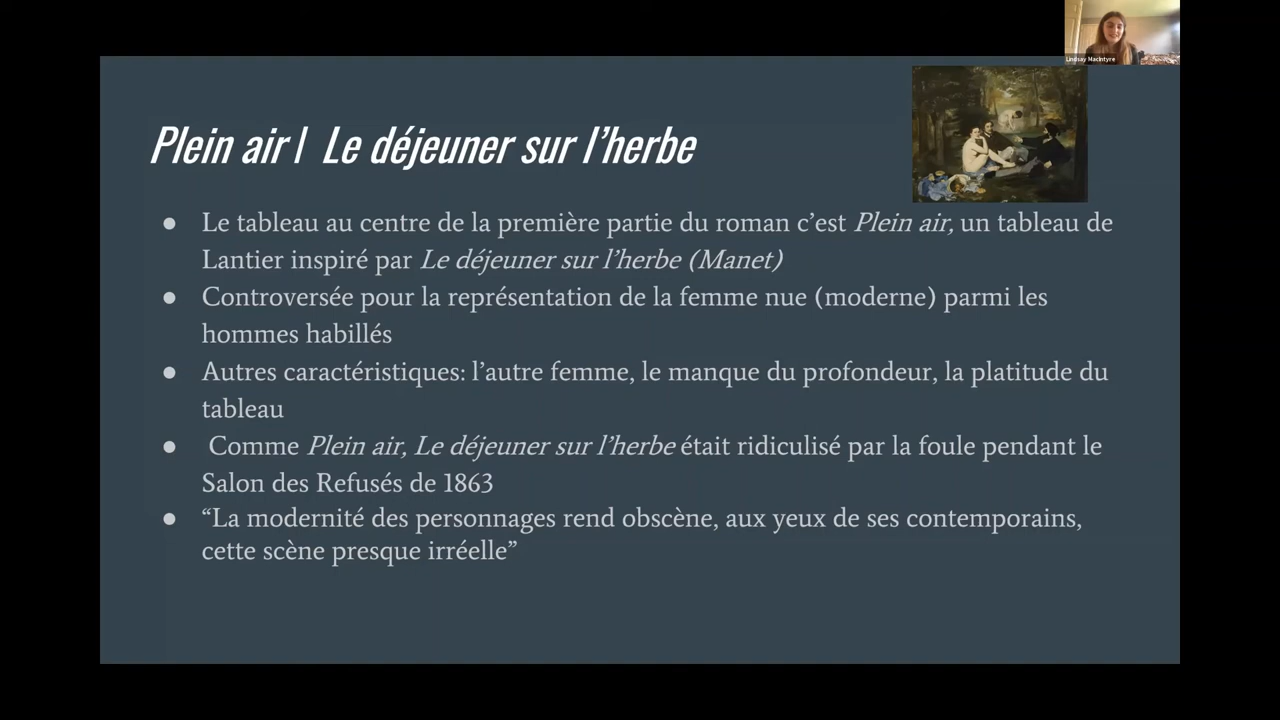 Lindsay Macintyre
Plein air | Le déjeuner sur l’herbe
● Le tableau au centre de la première partie du roman c’est Plein air, un tableau de
Lantier inspiré par Le déjeuner sur l’herbe (Manet)
● Controversée pour la représentation de la femme nue (moderne) parmi les
hommes habillés
● Autres caractéristiques: l’autre femme, le manque du profondeur, la platitude du
tableau
● Comme Plein air, Le déjeuner sur l’herbe était ridiculisé par la foule pendant le
Salon des Refusés de 1863
● “La modernité des personnages rend obscène, aux yeux de ses contemporains,
cette scène presque irréelle”